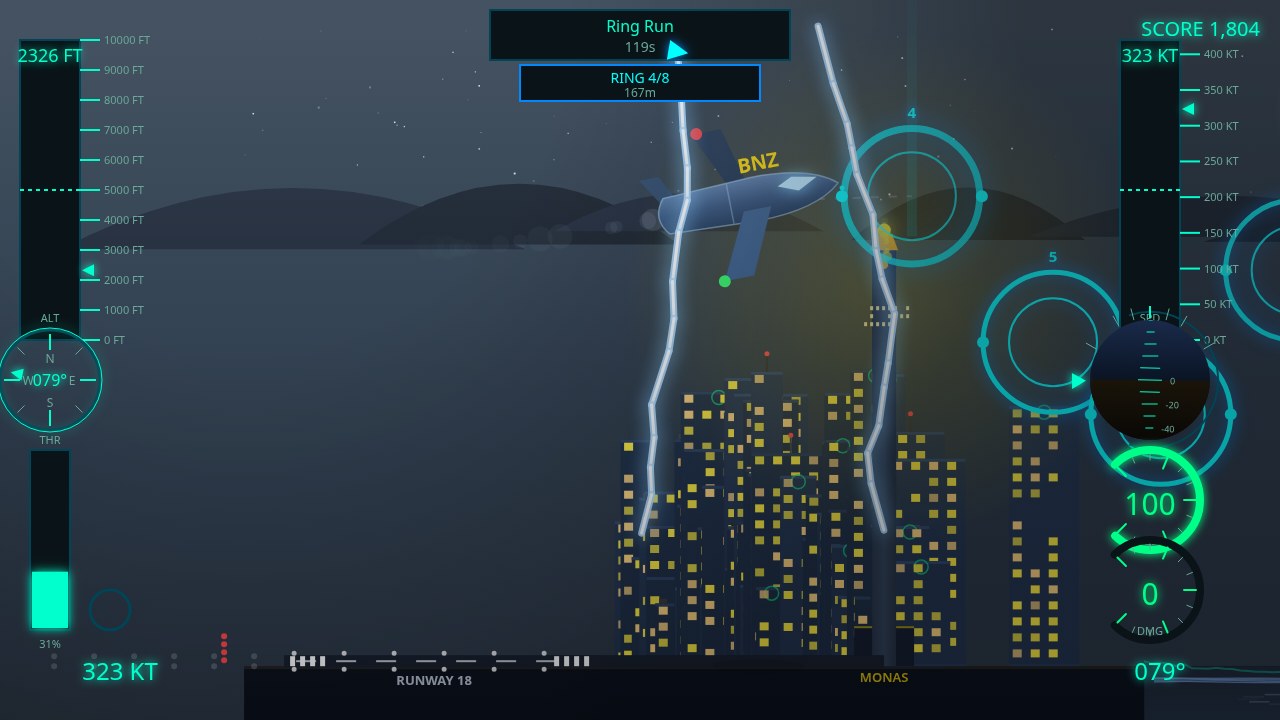 Ring Run
119s
RING 4/8
167m
SCORE 1,804
2326 FT
10000 FT
9000 FT
8000 FT
7000 FT
6000 FT
5000 FT
4000 FT
3000 FT
2000 FT
1000 FT
0 FT
ALT
323 KT
400 KT
350 KT
300 KT
250 KT
200 KT
150 KT
100 KT
50 KT
0 KT
SPD
BNZ
4
5
N
W 079° E
S
THR
31%
323 KT
0
-20
-40
100
0
DMG
079°
RUNWAY 18
MONAS